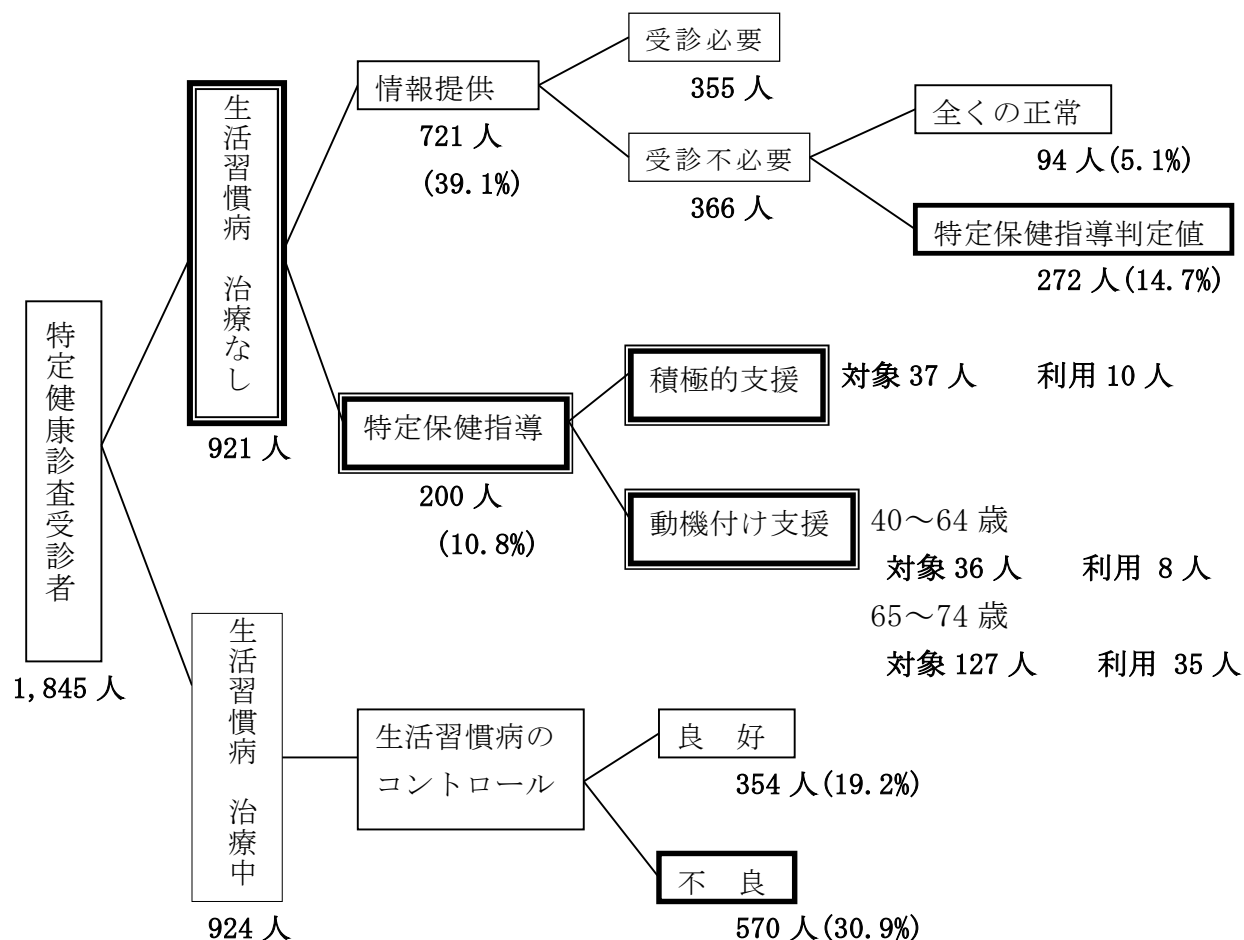 特定健康診査受診者
1,845 人
生活習慣病　治療なし
921 人
情報提供
721 人
(39.1%)
受診必要
355 人
受診不必要
366 人
全くの正常
94 人(5.1%)
特定保健指導判定値
272 人(14.7%)
特定保健指導
200 人
(10.8%)
積極的支援
対象 37 人　　利用 10 人
動機付け支援
40～64 歳
対象 36 人　　利用 8 人
65～74 歳
対象 127 人　　利用 35 人
生活習慣病　治療中
924 人
生活習慣病の
コントロール
良　好
354 人(19.2%)
不　良
570 人(30.9%)